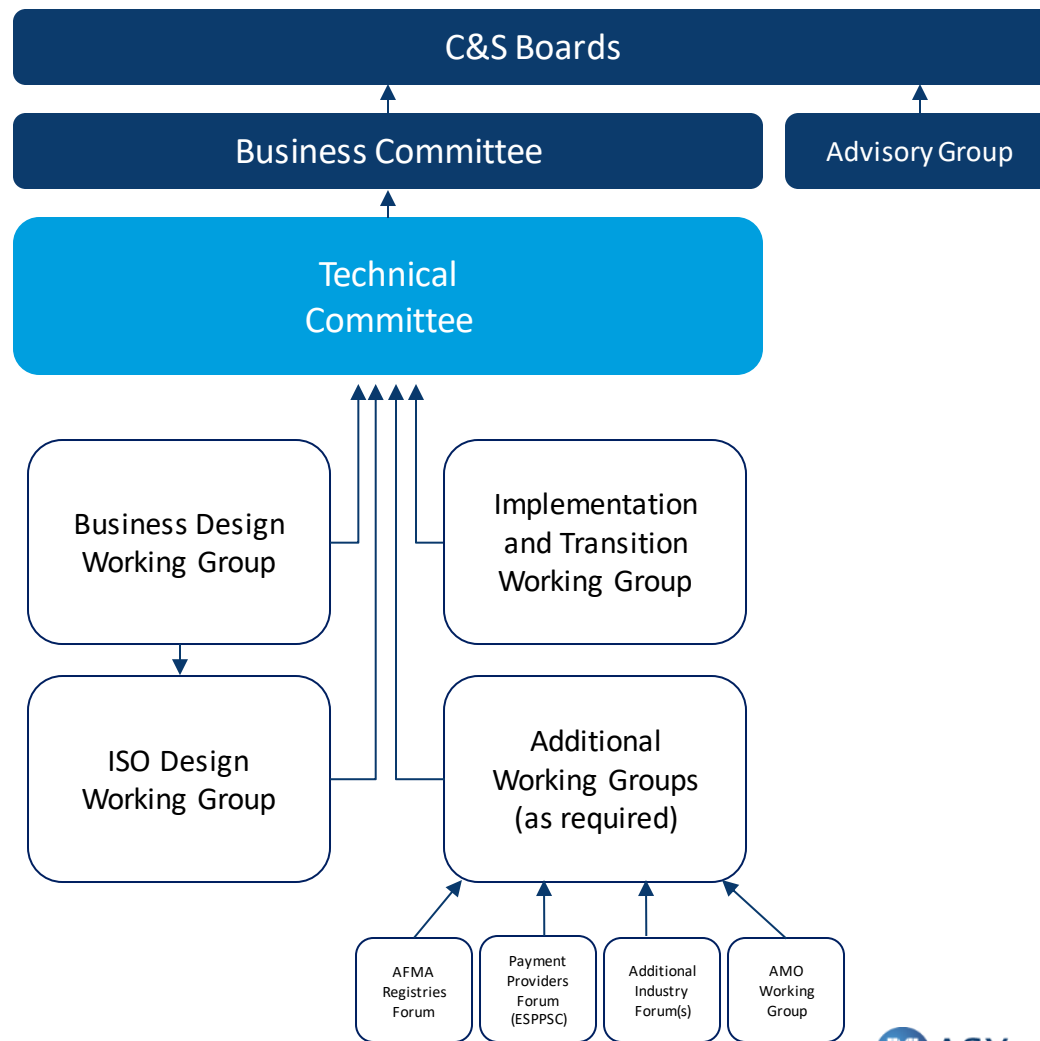 C&S Boards
Business Committee
Advisory Group
Technical
Committee
Business Design
Working Group
Implementation
and Transition
Working Group
ISO Design
Working Group
Additional
Working Groups
(as required)
AFMA
Registries
Forum
Payment
Providers
Forum
(ESPPSC)
Additional
Industry
Forum(s)
AMO
Working
Group